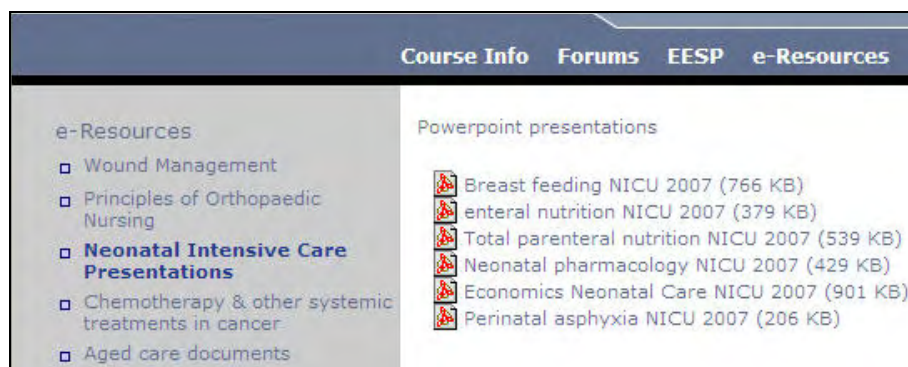 Course Info Forums EESP e-Resources
e-Resources
Wound Management
Principles of Orthopaedic
Nursing
Neonatal Intensive Care
Presentations
Chemotherapy & other systemic
treatments in cancer
Aged care documents
Powerpoint presentations
Breast feeding NICU 2007 (766 KB)
enteral nutrition NICU 2007 (379 KB)
Total parenteral nutrition NICU 2007 (539 KB)
Neonatal pharmacology NICU 2007 (429 KB)
Economics Neonatal Care NICU 2007 (901 KB)
Perinatal asphyxia NICU 2007 (206 KB)